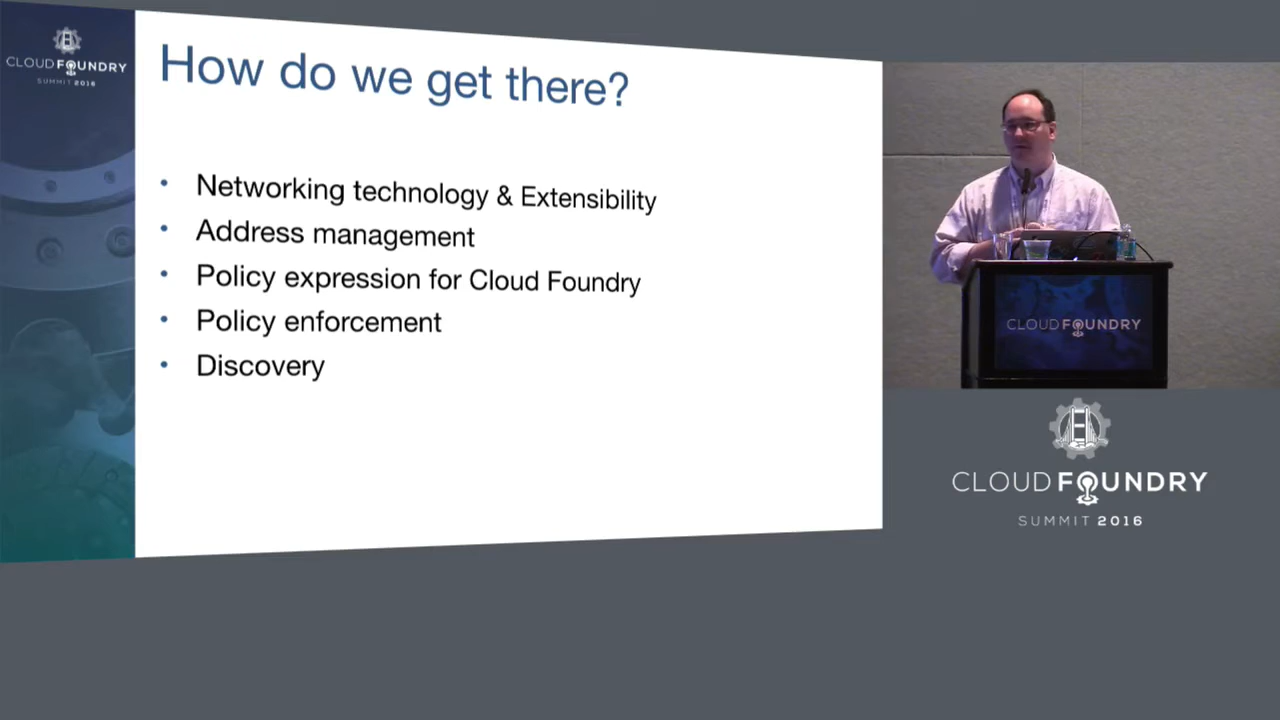 CLOUD FOUNDRY
SUMMIT 2016
How do we get there?
• Networking technology & Extensibility
• Address management
• Policy expression for Cloud Foundry
• Policy enforcement
• Discovery
CLOUD FOUNDRY
CLOUD FOUNDRY
SUMMIT 2016